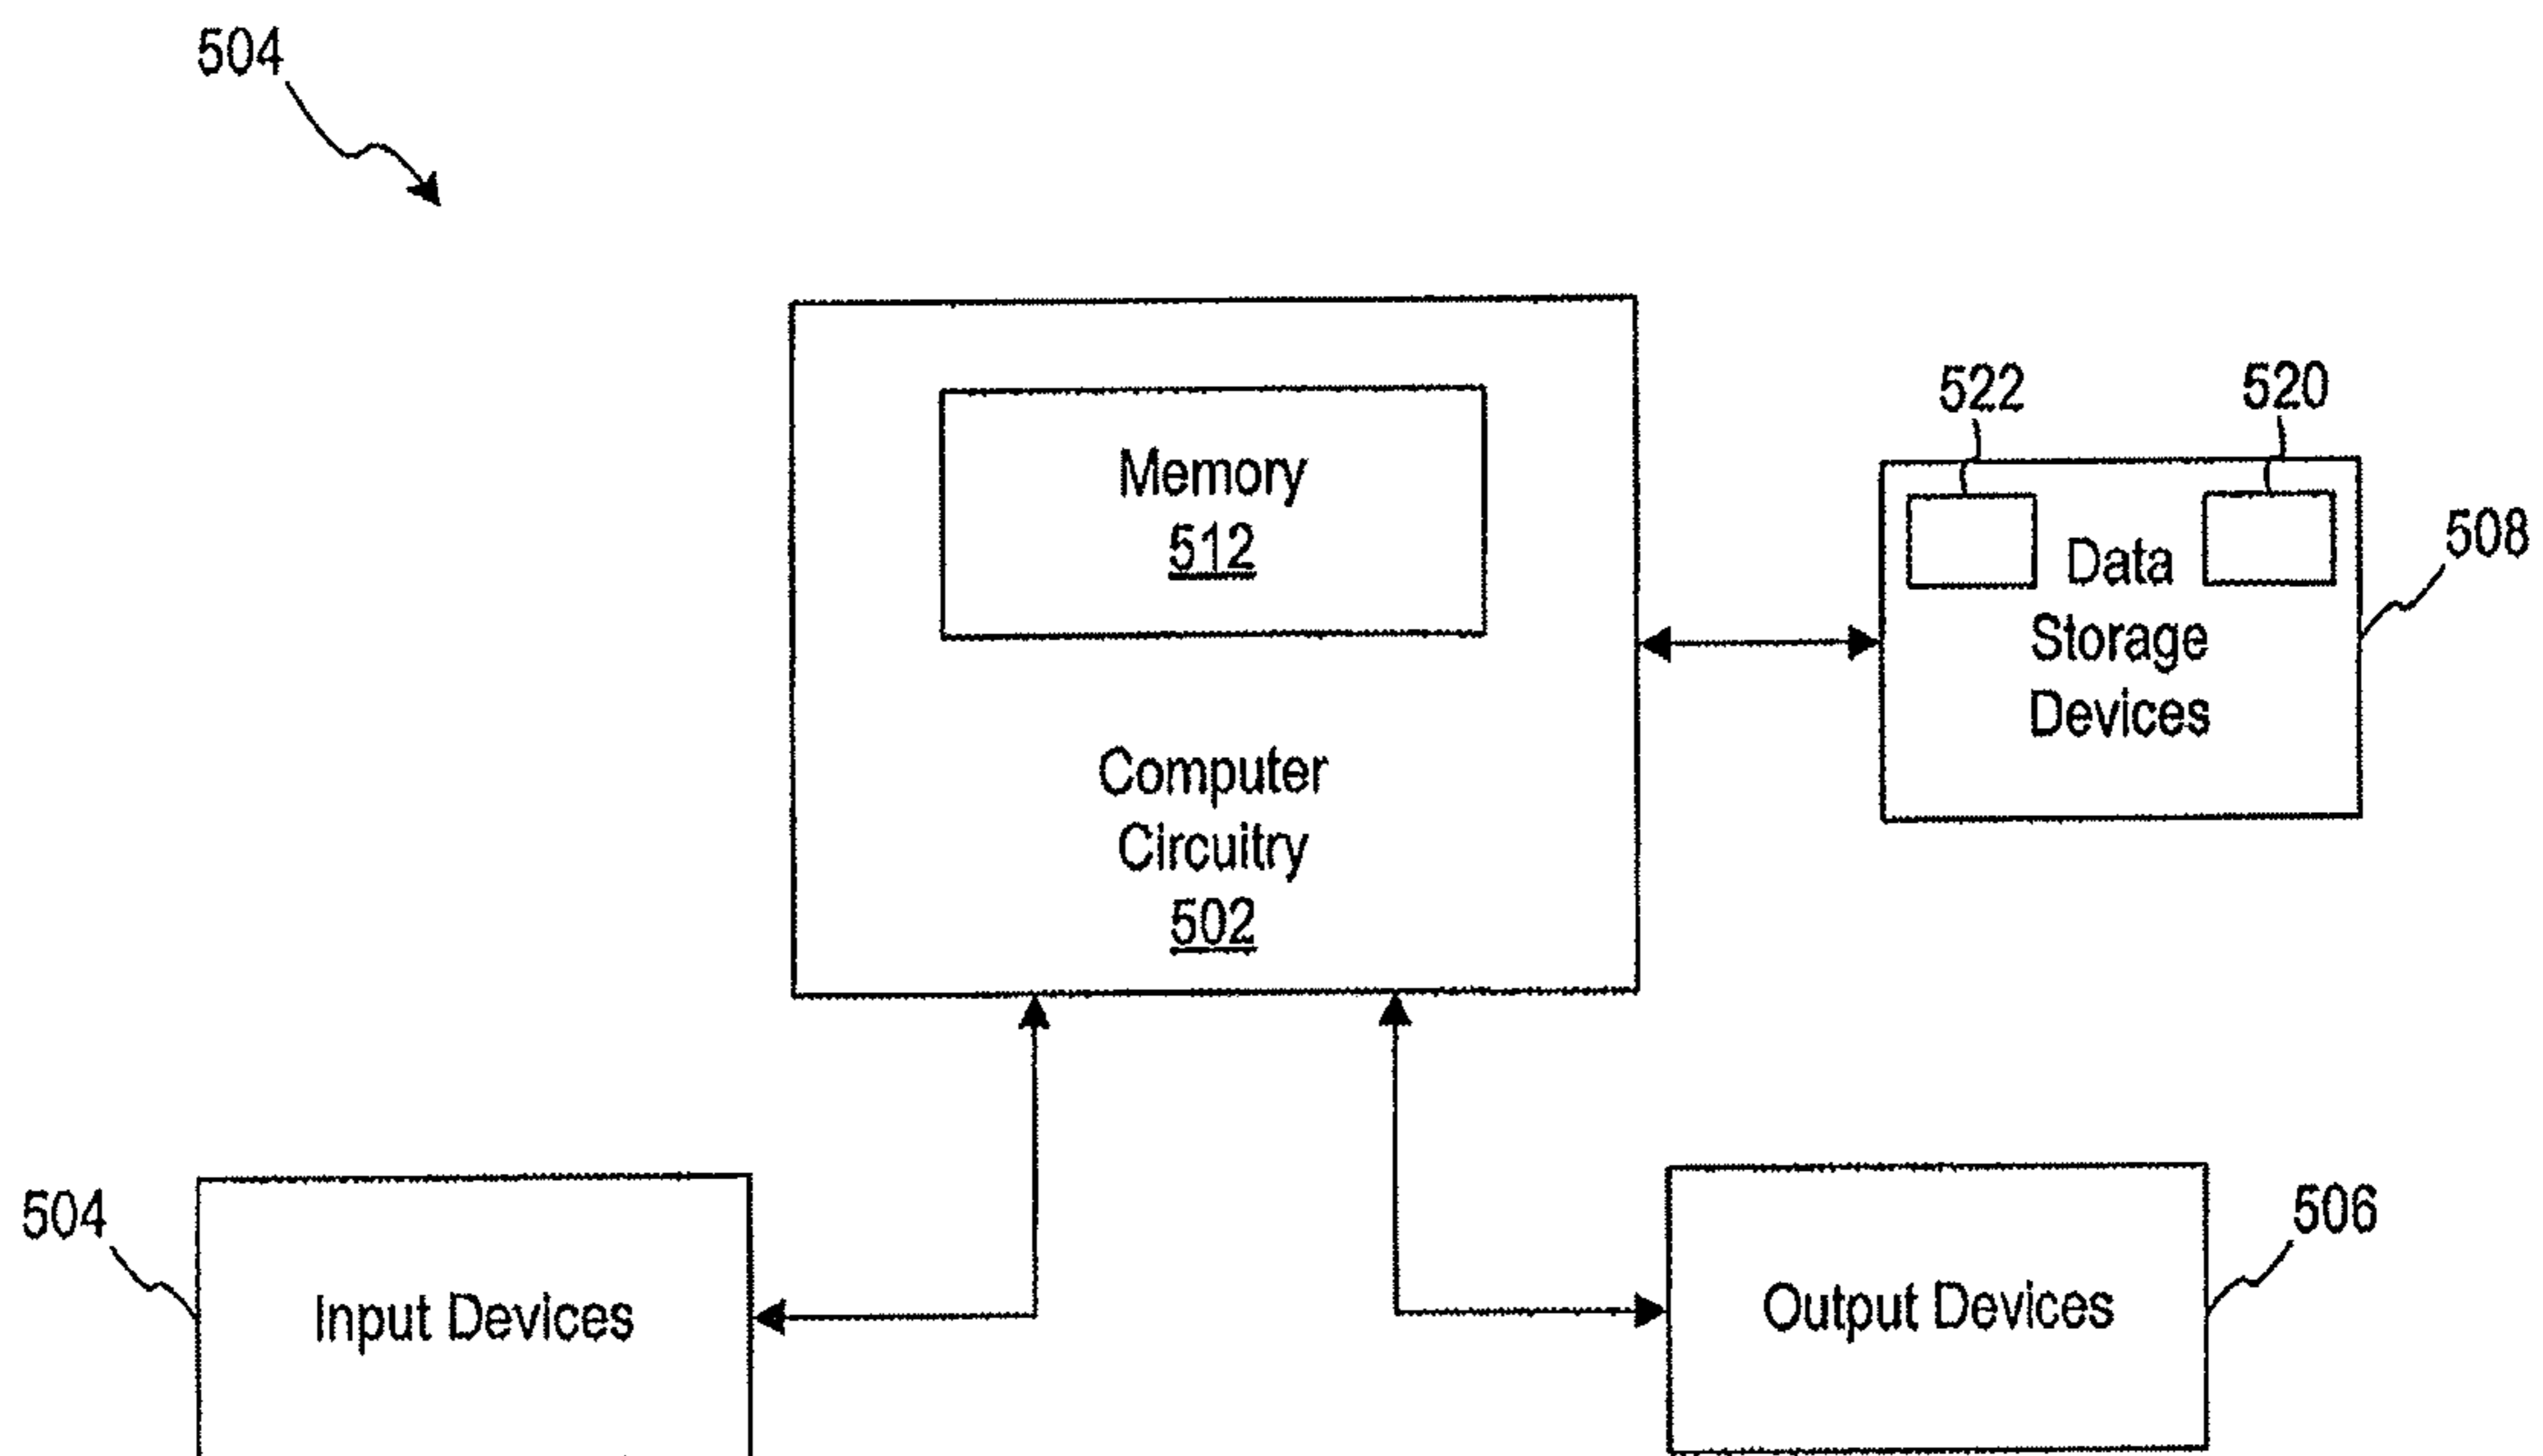 504
Memory
512
522
520
Data
Storage
Devices
508
Computer
Circuitry
502
504
Input Devices
Output Devices
506